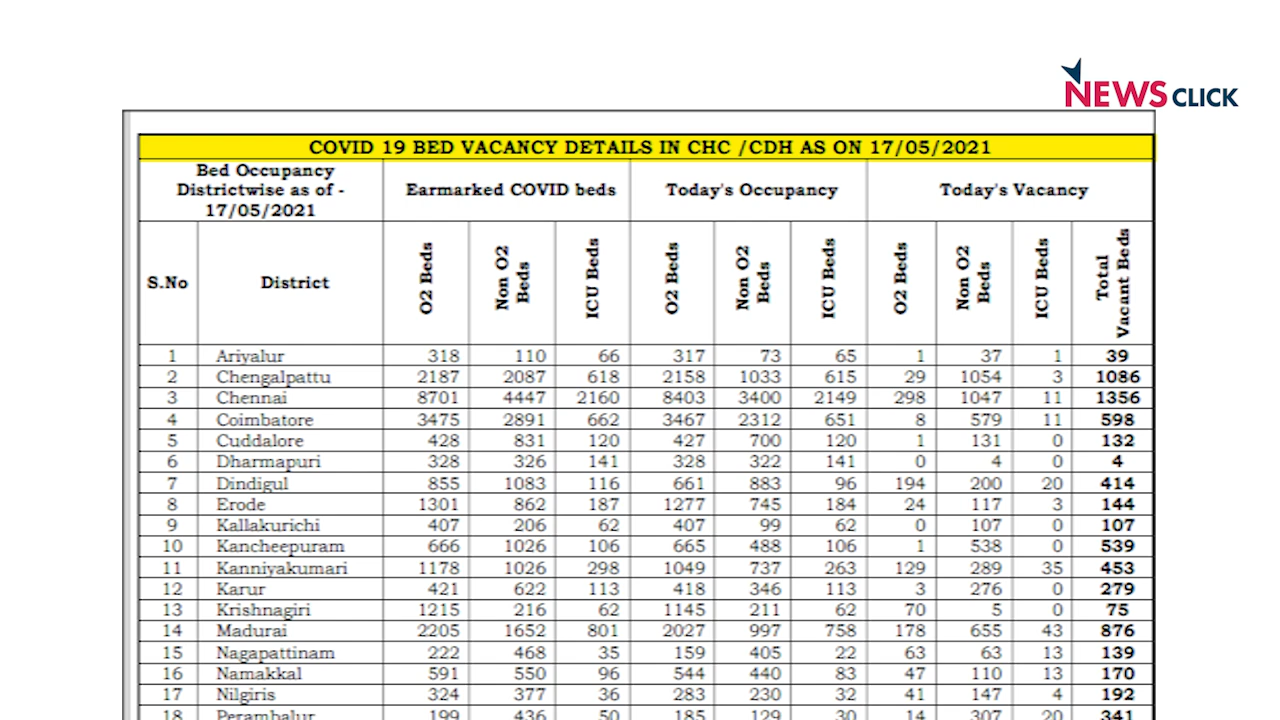 NEWSCLICK
COVID 19 BED VACANCY DETAILS IN CHC /CDH AS ON 17/05/2021
Bed Occupancy Districtwise as of - 17/05/2021 Earmarked COVID beds Today's Occupancy Today's Vacancy
S.No District O2 Beds Non O2 Beds ICU Beds O2 Beds Non O2 Beds ICU Beds O2 Beds Non O2 Beds ICU Beds Total Vacant Beds
1 Ariyalur 318 110 66 317 73 65 1 37 1 39
2 Chengalpattu 2187 2087 618 2158 1033 615 29 1054 3 1086
3 Chennai 8701 4447 2160 8403 3400 2149 298 1047 11 1356
4 Coimbatore 3475 2891 662 3467 2312 651 8 579 11 598
5 Cuddalore 428 831 120 427 700 120 1 131 0 132
6 Dharmapuri 328 326 141 328 322 141 0 4 0 4
7 Dindigul 855 1083 116 661 883 96 194 200 20 414
8 Erode 1301 862 187 1277 745 184 24 117 3 144
9 Kallakurichi 407 206 62 407 99 62 0 107 0 107
10 Kancheepuram 666 1026 106 665 488 106 1 538 0 539
11 Kanniyakumari 1178 1026 298 1049 737 263 129 289 35 453
12 Karur 421 622 113 418 346 113 3 276 0 279
13 Krishnagiri 1215 216 62 1145 211 62 70 5 0 75
14 Madurai 2205 1652 801 2027 997 758 178 655 43 876
15 Nagapattinam 222 468 35 159 405 22 63 63 13 139
16 Namakkal 591 550 96 544 440 83 47 110 13 170
17 Nilgiris 324 377 36 283 230 32 41 147 4 192
18 Perambalur 199 436 50 185 129 30 14 307 20 341